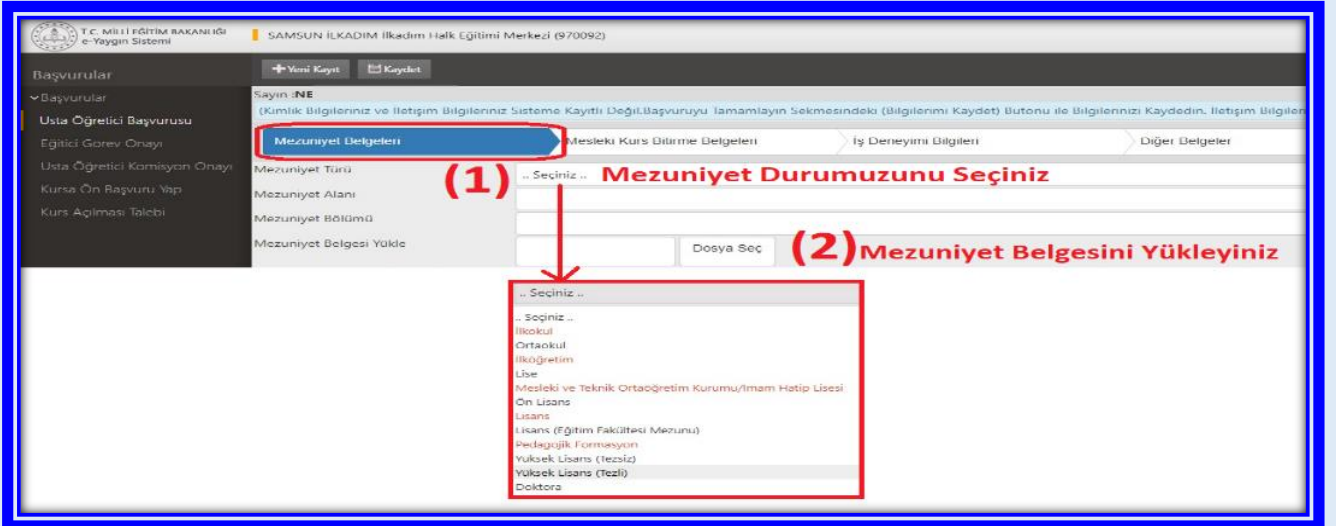 T.C. MİLLİ EĞİTİM BAKANLIĞI
e-Yaygın Sistemi
SAMSUN İLKADIM İlkadım Halk Eğitimi Merkezi (970092)
Başvurular
Yeni Kayıt Kaydet
Başvurular
Usta Öğretici Başvurusu
Eğitici Görev Onayı
Usta Öğretici Komisyon Onayı
Kursa Ön Başvuru Yap
Kurs Açılması Talebi
Sayın :NE
(Kimlik Bilgileriniz ve İletişim Bilgileriniz Sisteme Kayıtlı Değil.Başvuruyu Tamamlayın Sekmesindeki (Bilgilerimi Kaydet) Butonu ile Bilgilerinizi Kaydedin. İletişim Bilgiler
Mezuniyet Belgeleri Mesleki Kurs Bitirme Belgeleri İş Deneyimi Bilgileri Diğer Belgeler
Mezuniyet Türü (1) .. Seçiniz .. Mezuniyet Durumuzunu Seçiniz
Mezuniyet Alanı
Mezuniyet Bölümü
Mezuniyet Belgesi Yükle Dosya Seç (2) Mezuniyet Belgesini Yükleyiniz
.. Seçiniz ..
.. Seçiniz ..
İlkokul
Ortaokul
İlköğretim
Lise
Mesleki ve Teknik Ortaöğretim Kurumu/İmam Hatip Lisesi
Ön Lisans
Lisans
Lisans (Eğitim Fakültesi Mezunu)
Pedagojik Formasyon
Yüksek Lisans (Tezsiz)
Yüksek Lisans (Tezli)
Doktora